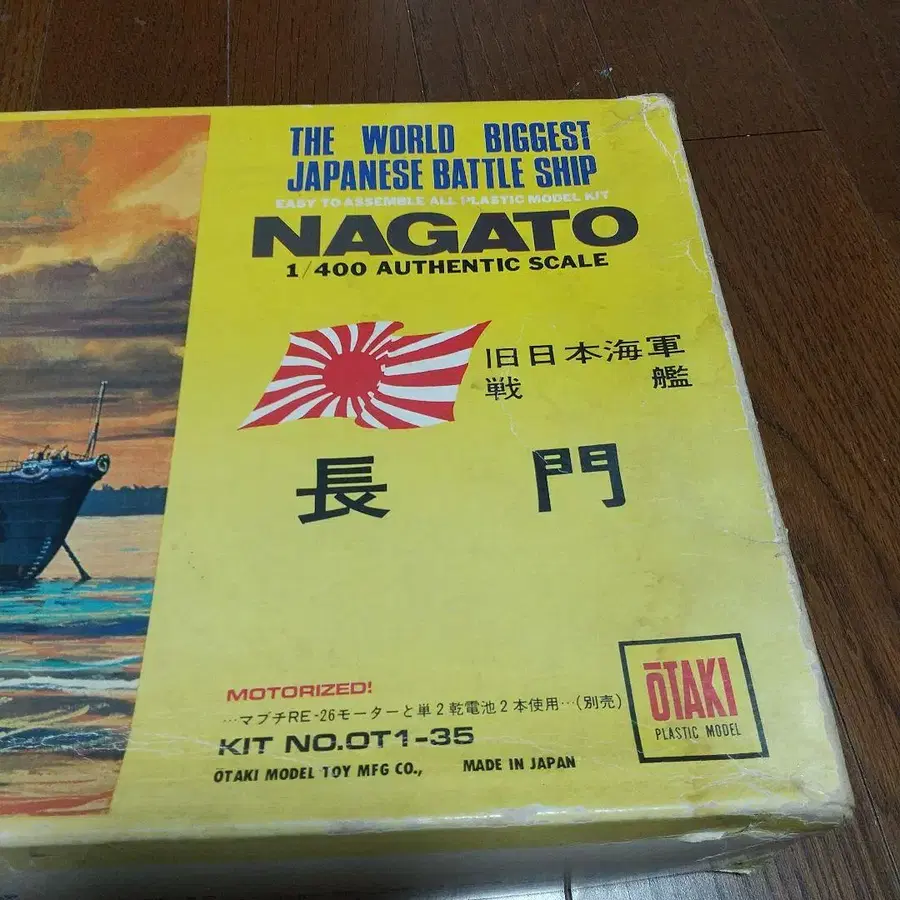 THE WORLD BIGGEST
JAPANESE BATTLE SHIP
EASY TO ASSEMBLE ALL PLASTIC MODEL KIT
NAGATO
1/400 AUTHENTIC SCALE
旧日本海軍
戦艦
長門
MOTORIZED!
…マブチRE-26モーターと単2乾電池2本使用…(別売)
KIT NO.OT1-35
ŌTAKI MODEL TOY MFG CO., MADE IN JAPAN
ŌTAKI
PLASTIC MODEL